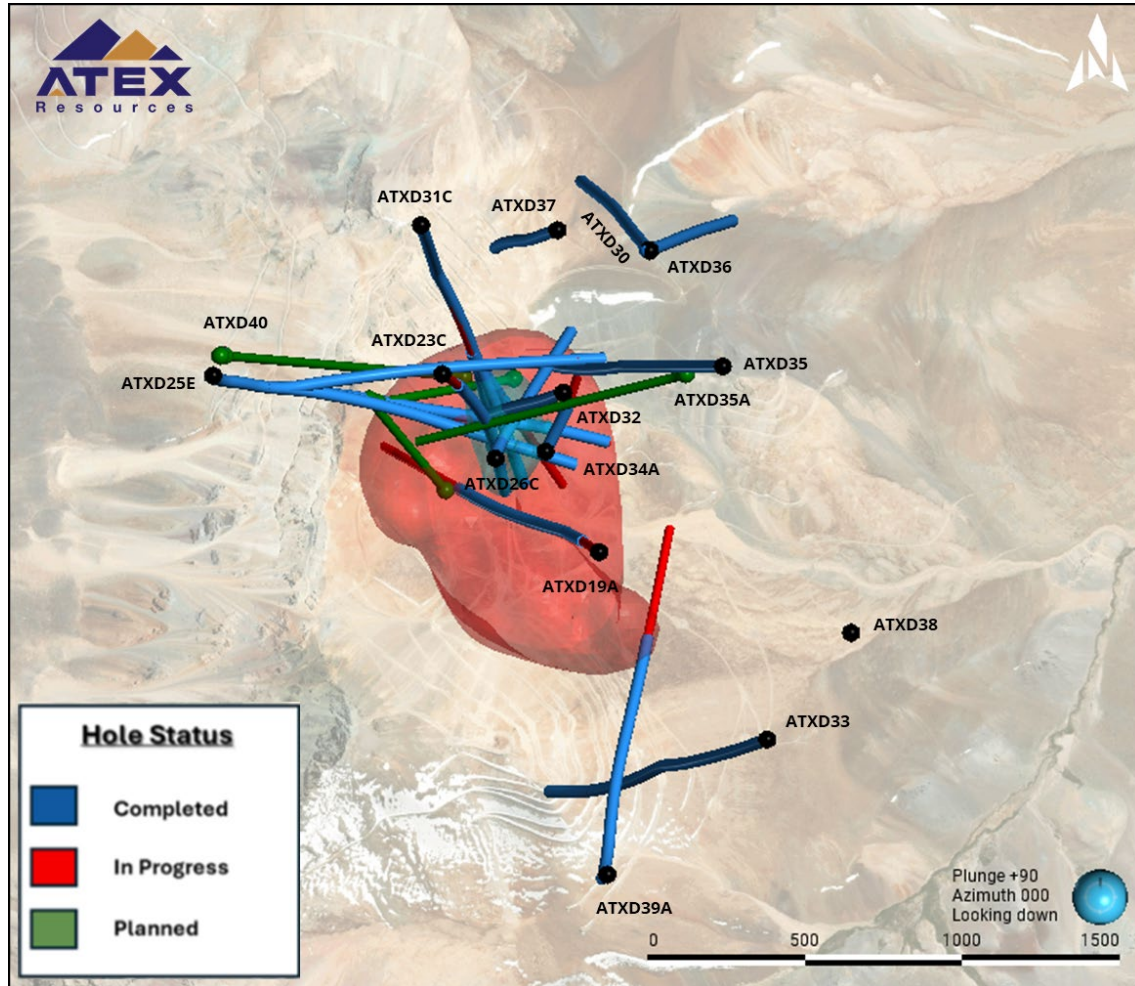 ATEX
Resources
N
ATXD31C
ATXD37
ATXD30
ATXD36
ATXD40
ATXD23C
ATXD25E
ATXD35
ATXD35A
ATXD32
ATXD34A
ATXD26C
ATXD19A
ATXD38
ATXD33
ATXD39A
Hole Status
Completed
In Progress
Planned
Plunge +90
Azimuth 000
Looking down
0 500 1000 1500